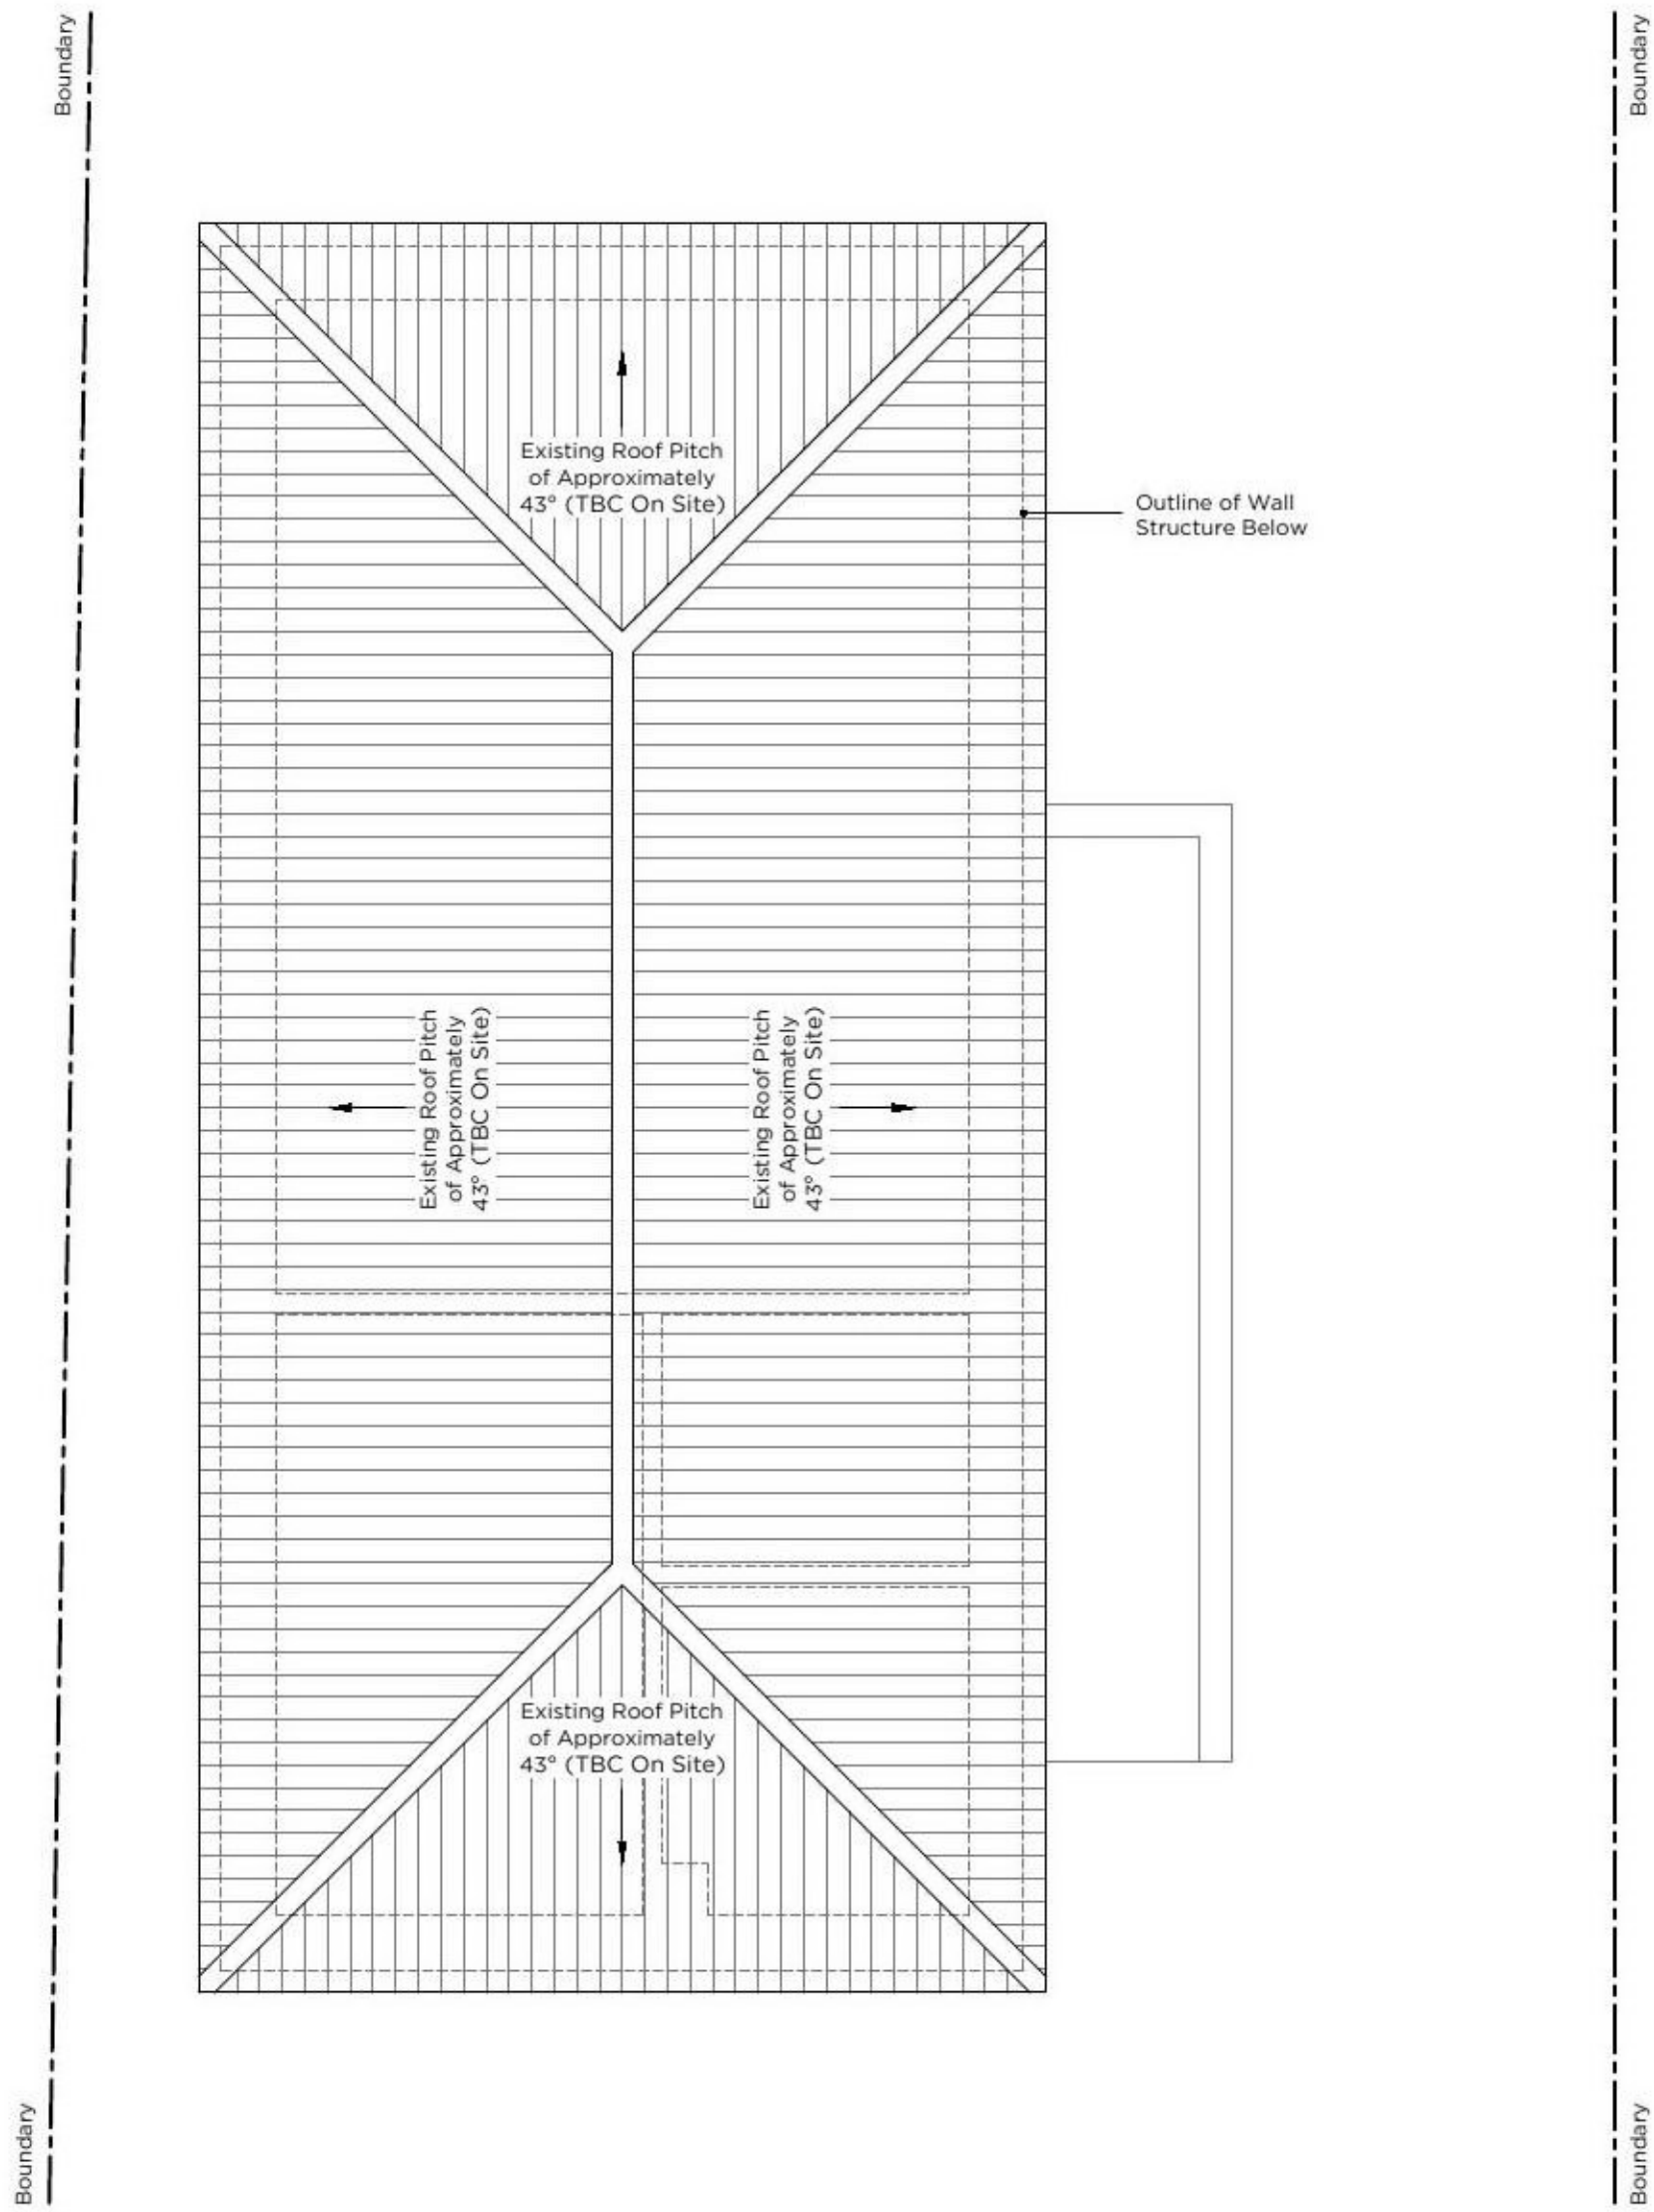 Boundary
Boundary
Existing Roof Pitch
of Approximately
43° (TBC On Site)
Outline of Wall
Structure Below
Existing Roof Pitch
of Approximately
43° (TBC On Site)
Existing Roof Pitch
of Approximately
43° (TBC On Site)
Existing Roof Pitch
of Approximately
43° (TBC On Site)
Boundary
Boundary